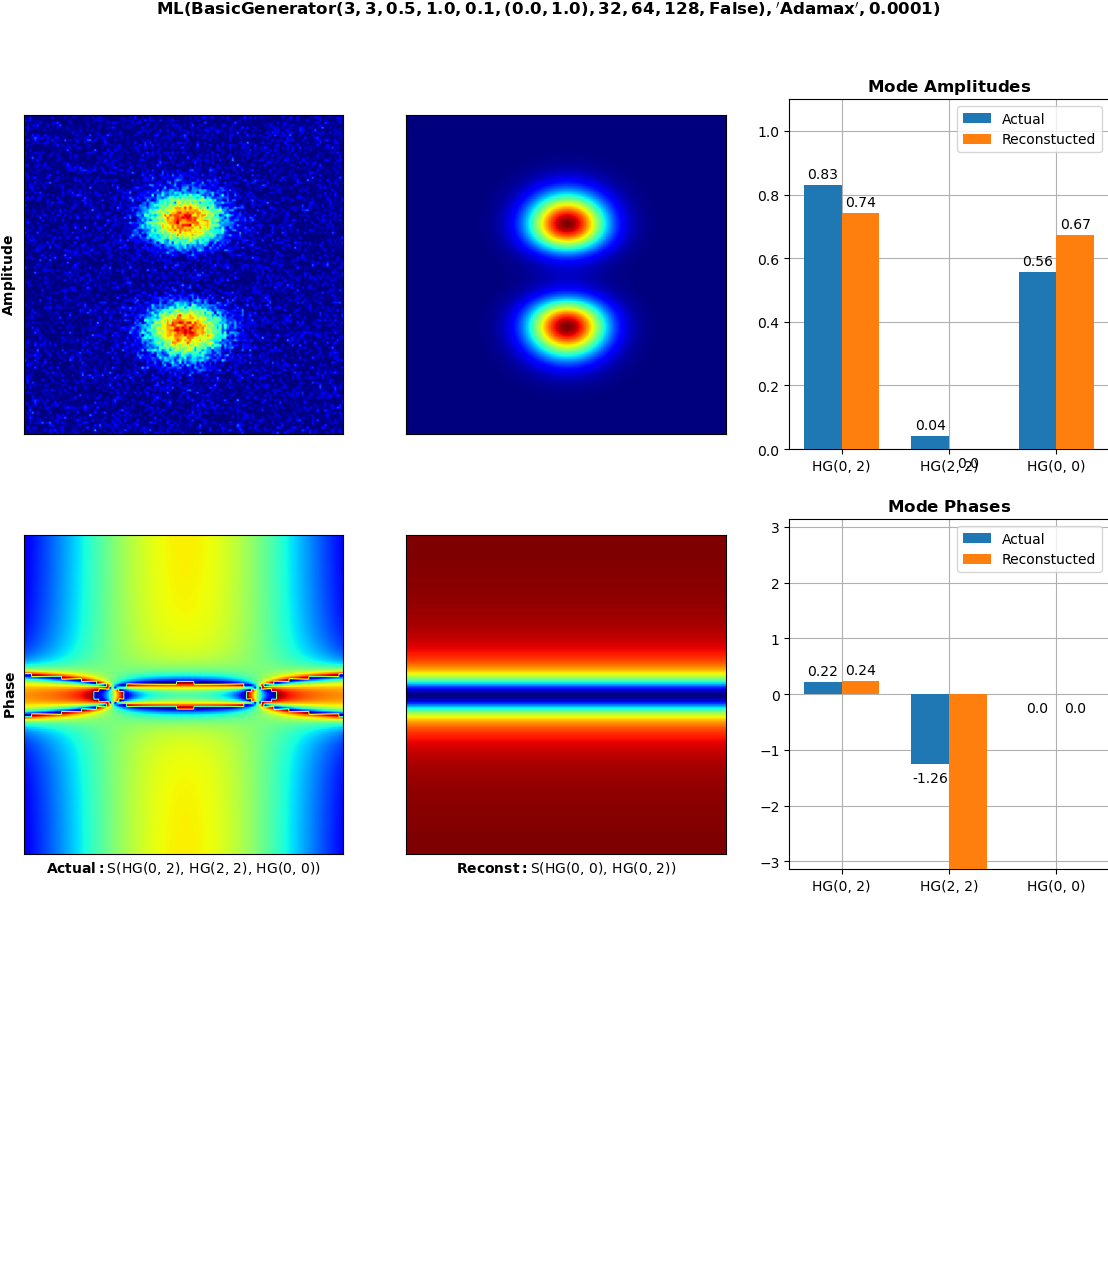 ML(BasicGenerator(3, 3, 0.5, 1.0, 0.1, (0.0, 1.0), 32, 64, 128, False), ′Adamax′, 0.0001)
Amplitude
Mode Amplitudes
Actual
Reconstucted
1.0
0.8
0.6
0.4
0.2
0.0
0.83
0.74
0.04
0.0
0.56
0.67
HG(0, 2)
HG(2, 2)
HG(0, 0)
Phase
Actual: S(HG(0, 2), HG(2, 2), HG(0, 0))
Reconst: S(HG(0, 0), HG(0, 2))
Mode Phases
Actual
Reconstucted
3
2
1
0
−1
−2
−3
0.22
0.24
-1.26
0.0
0.0
HG(0, 2)
HG(2, 2)
HG(0, 0)